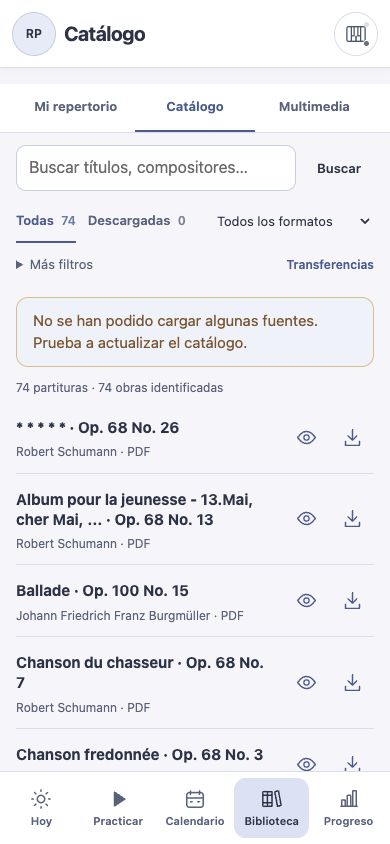 RP Catálogo
Mi repertorio Catálogo Multimedia
Buscar títulos, compositores... Buscar
Todas 74 Descargadas 0 Todos los formatos
Más filtros Transferencias
No se han podido cargar algunas fuentes.
Prueba a actualizar el catálogo.
74 partituras · 74 obras identificadas
* * * * * · Op. 68 No. 26
Robert Schumann · PDF
Album pour la jeunesse - 13.Mai,
cher Mai, ... · Op. 68 No. 13
Robert Schumann · PDF
Ballade · Op. 100 No. 15
Johann Friedrich Franz Burgmüller · PDF
Chanson du chasseur · Op. 68 No.
7
Robert Schumann · PDF
Chanson fredonnée · Op. 68 No. 3
Hoy Practicar Calendario Biblioteca Progreso